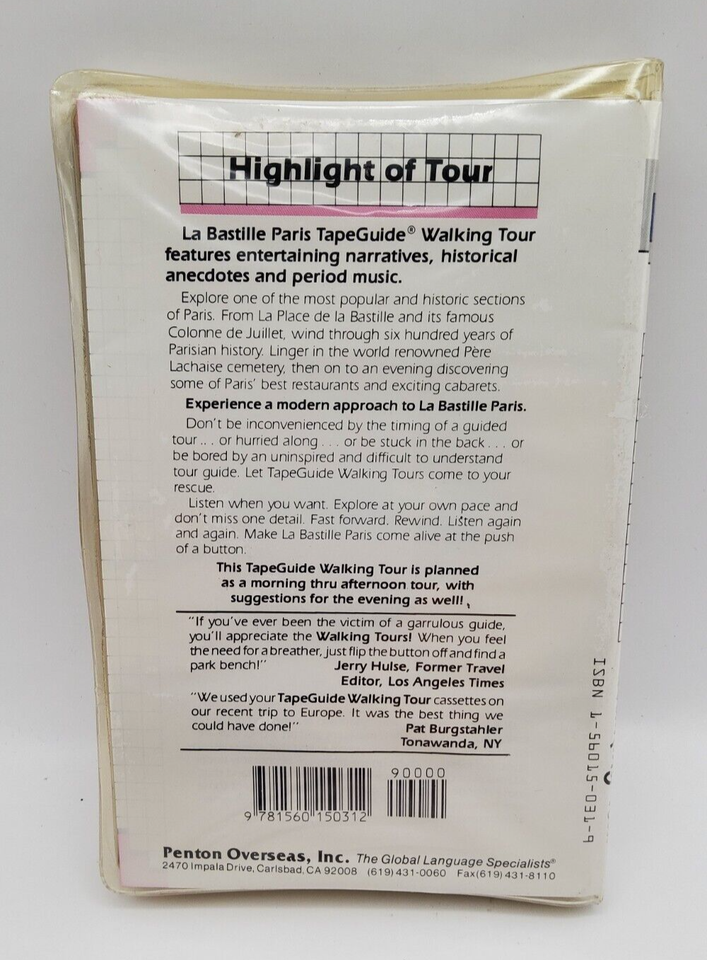 Highlight of Tour
La Bastille Paris TapeGuide® Walking Tour
features entertaining narratives, historical
anecdotes and period music.
Explore one of the most popular and historic sections
of Paris. From La Place de la Bastille and its famous
Colonne de Juillet, wind through six hundred years of
Parisian history. Linger in the world renowned Père
Lachaise cemetery, then on to an evening discovering
some of Paris' best restaurants and exciting cabarets.
Experience a modern approach to La Bastille Paris.
Don't be inconvenienced by the timing of a guided
tour... or hurried along ... or be stuck in the back ... or
be bored by an uninspired and difficult to understand
tour guide. Let TapeGuide Walking Tours come to your
rescue.
Listen when you want. Explore at your own pace and
don't miss one detail. Fast forward. Rewind. Listen again
and again. Make La Bastille Paris come alive at the push
of a button.
This TapeGuide Walking Tour is planned
as a morning thru afternoon tour, with
suggestions for the evening as well!
"If you've ever been the victim of a garrulous guide,
you'll appreciate the Walking Tours! When you feel
the need for a breather, just flip the button off and find a
park bench!" Jerry Hulse, Former Travel
Editor, Los Angeles Times
"We used your TapeGuide Walking Tour cassettes on
our recent trip to Europe. It was the best thing we
could have done!" Pat Burgstahler
Tonawanda, NY
90000
9 781560 150312
Penton Overseas, Inc. The Global Language Specialists®
2470 Impala Drive, Carlsbad, CA 92008 (619) 431-0060 Fax (619) 431-8110
ISBN 1-56015-031-9